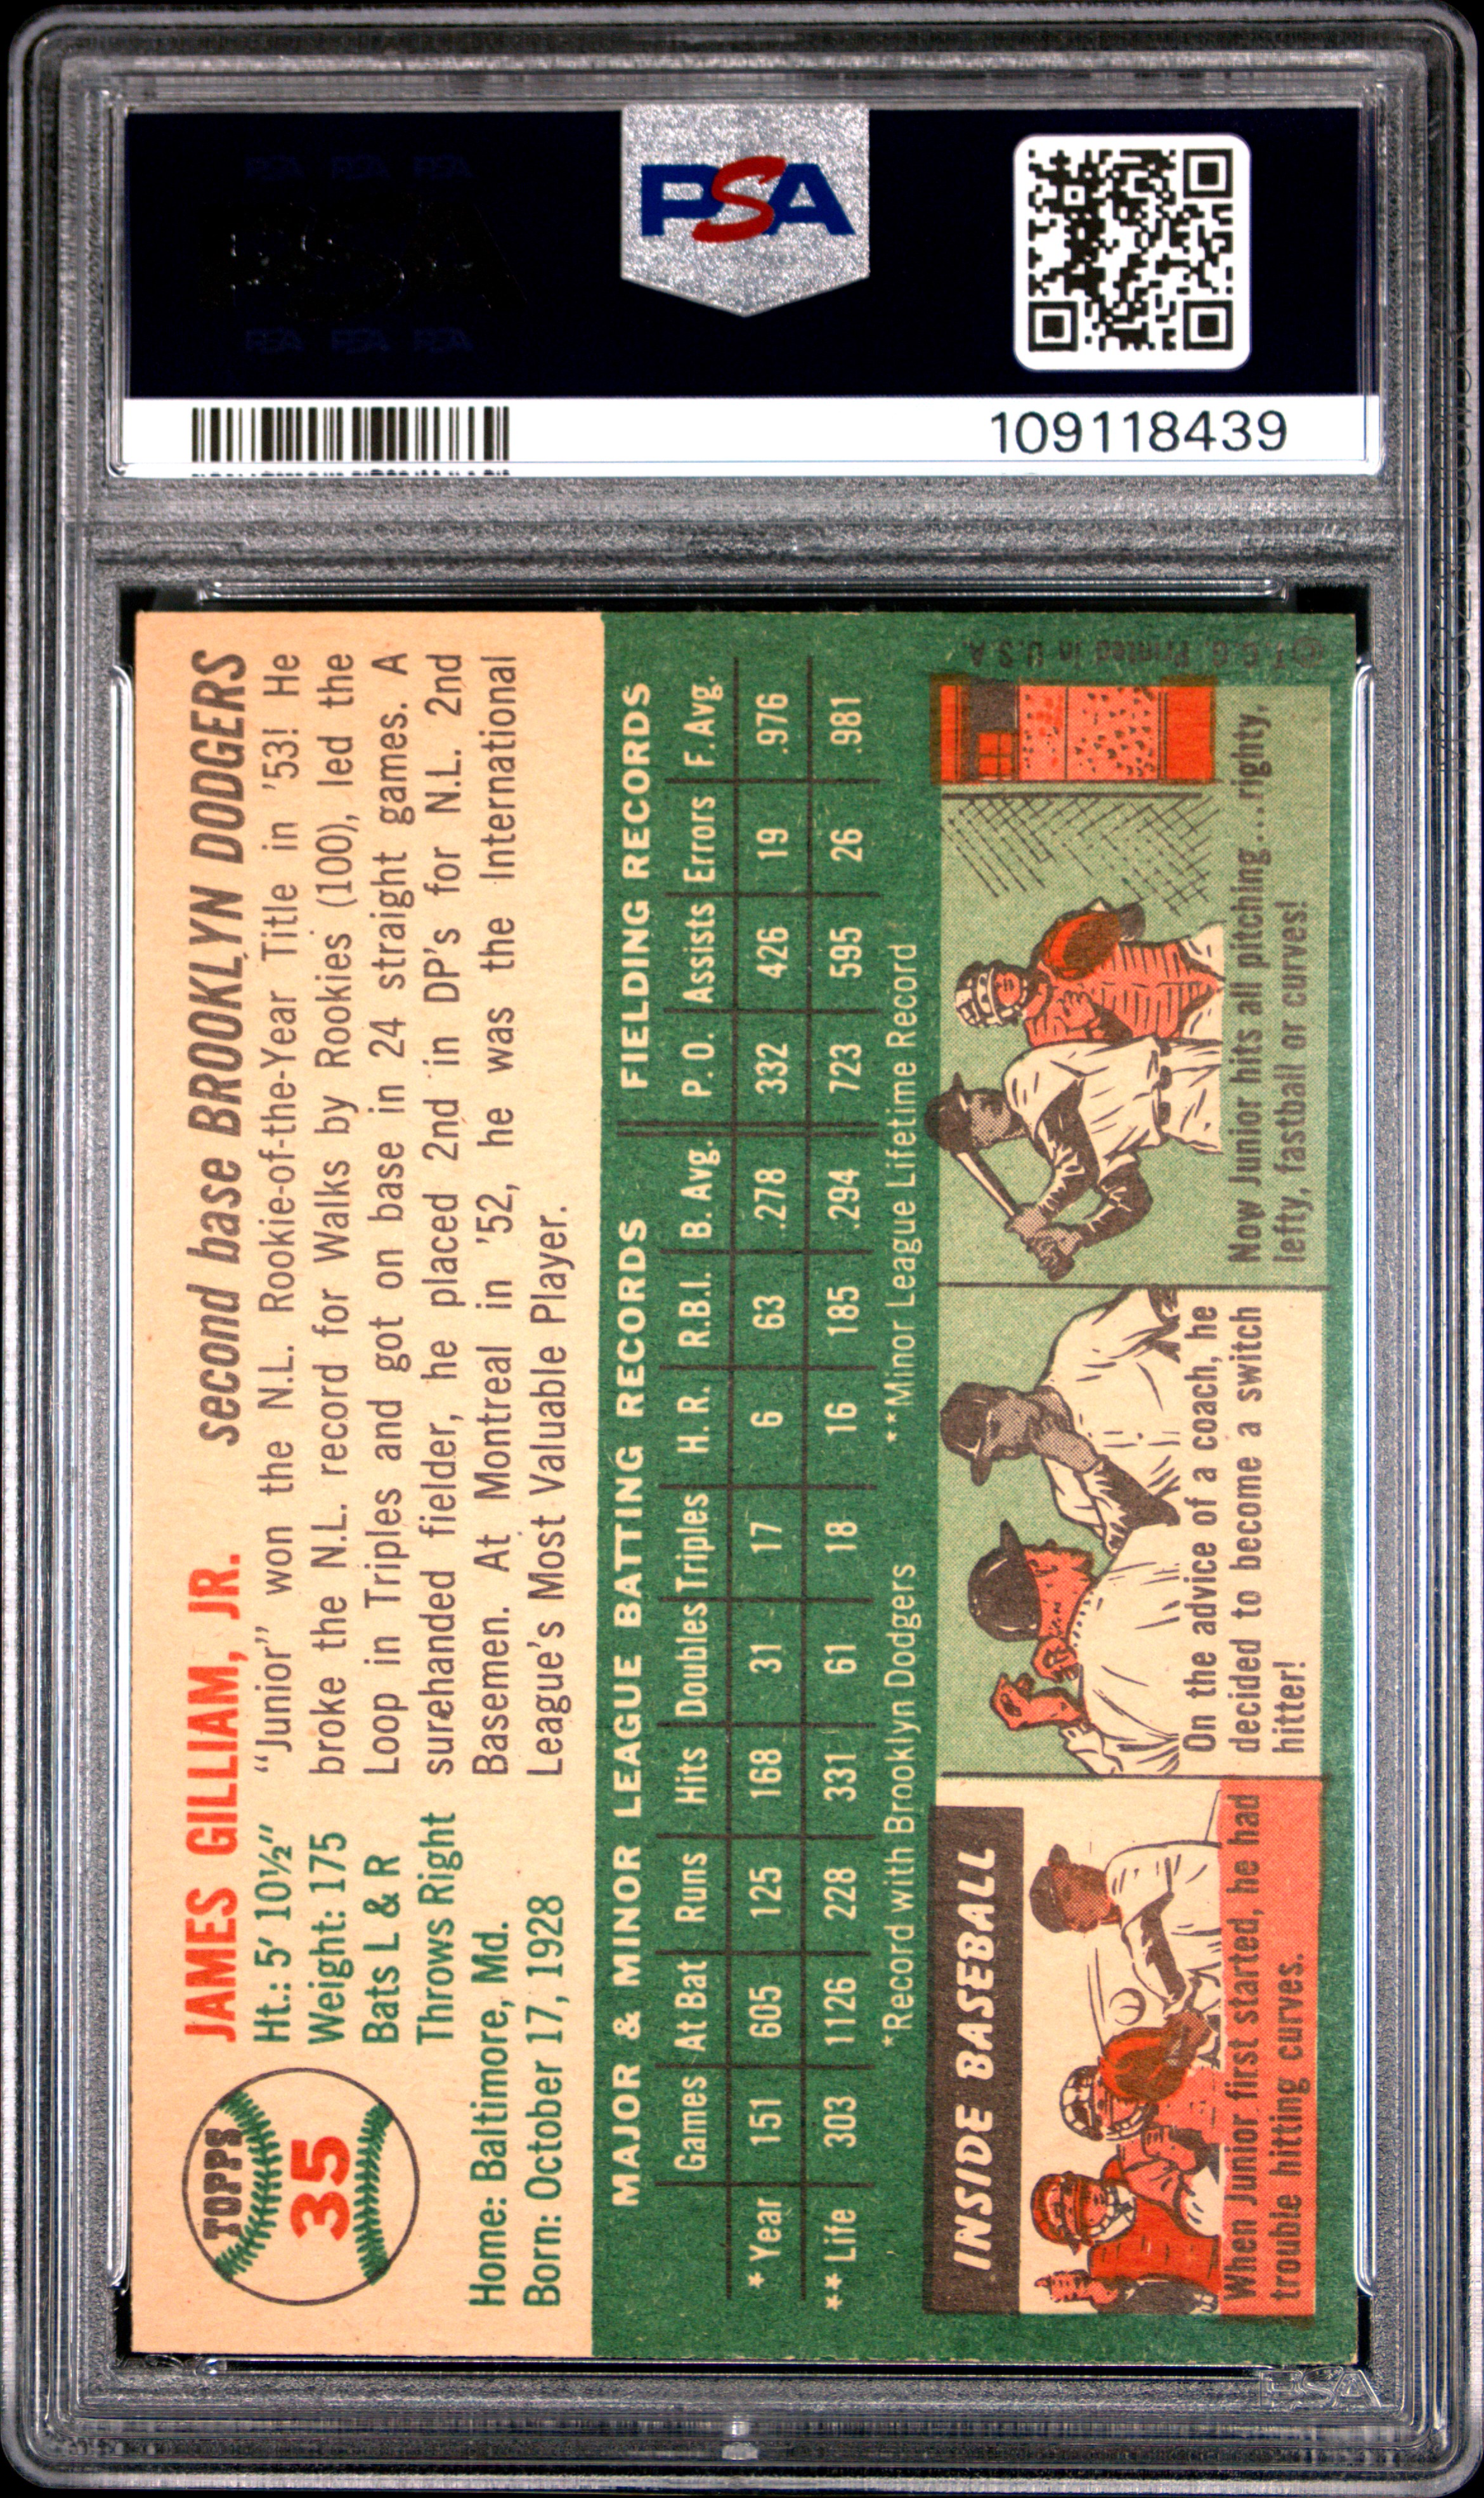 PSA
PSA PSA PSA
PSA
PSA PSA PSA
109118439
TOPPS
35
JAMES GILLIAM, JR. second base BROOKLYN DODGERS
Ht.: 5' 10½"
Weight: 175
Bats L & R
Throws Right
Home: Baltimore, Md.
Born: October 17, 1928
"Junior" won the N.L. Rookie-of-the-Year Title in '53! He
broke the N.L. record for Walks by Rookies (100), led the
Loop in Triples and got on base in 24 straight games. A
surehanded fielder, he placed 2nd in DP's for N.L. 2nd
Basemen. At Montreal in '52, he was the International
League's Most Valuable Player.
MAJOR & MINOR LEAGUE BATTING RECORDS FIELDING RECORDS
Games At Bat Runs Hits Doubles Triples H.R. R.B.I. B. Avg. P.O. Assists Errors F. Avg.
* Year 151 605 125 168 31 17 6 63 .278 332 426 19 .976
** Life 303 1126 228 331 61 18 16 185 .294 723 595 26 .981
*Record with Brooklyn Dodgers **Minor League Lifetime Record
INSIDE BASEBALL
When Junior first started, he had
trouble hitting curves.
On the advice of a coach, he
decided to become a switch
hitter!
Now Junior hits all pitching...righty,
lefty, fastball or curves!
© T.C.G. Printed in U.S.A.
PSA